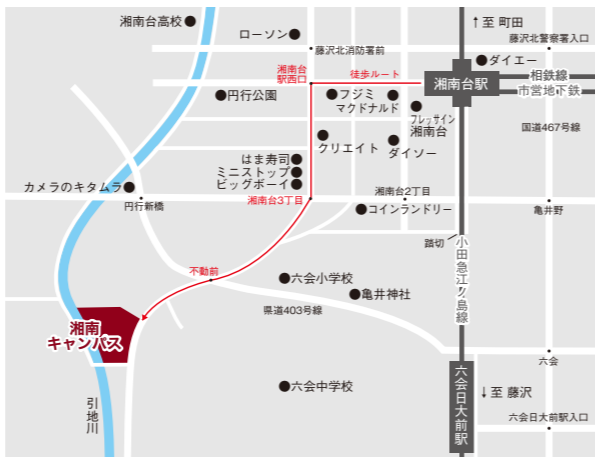 湘南台高校
ローソン
↑至 町田
藤沢北消防署前
藤沢北警察署入口
ダイエー
湘南台
駅西口
徒歩ルート
湘南台駅
相鉄線
市営地下鉄
円行公園
フジミ
マクドナルド
フレッサイン
湘南台
国道467号線
クリエイト
ダイソー
はま寿司
ミニストップ
ビッグボーイ
カメラのキタムラ
円行新橋
湘南台3丁目
湘南台2丁目
亀井野
コインランドリー
踏切
小田急江ノ島線
不動前
六会小学校
亀井神社
県道403号線
湘南
キャンパス
六会
六会中学校
引地川
六会日大前駅
↓至 藤沢
六会日大前駅入口